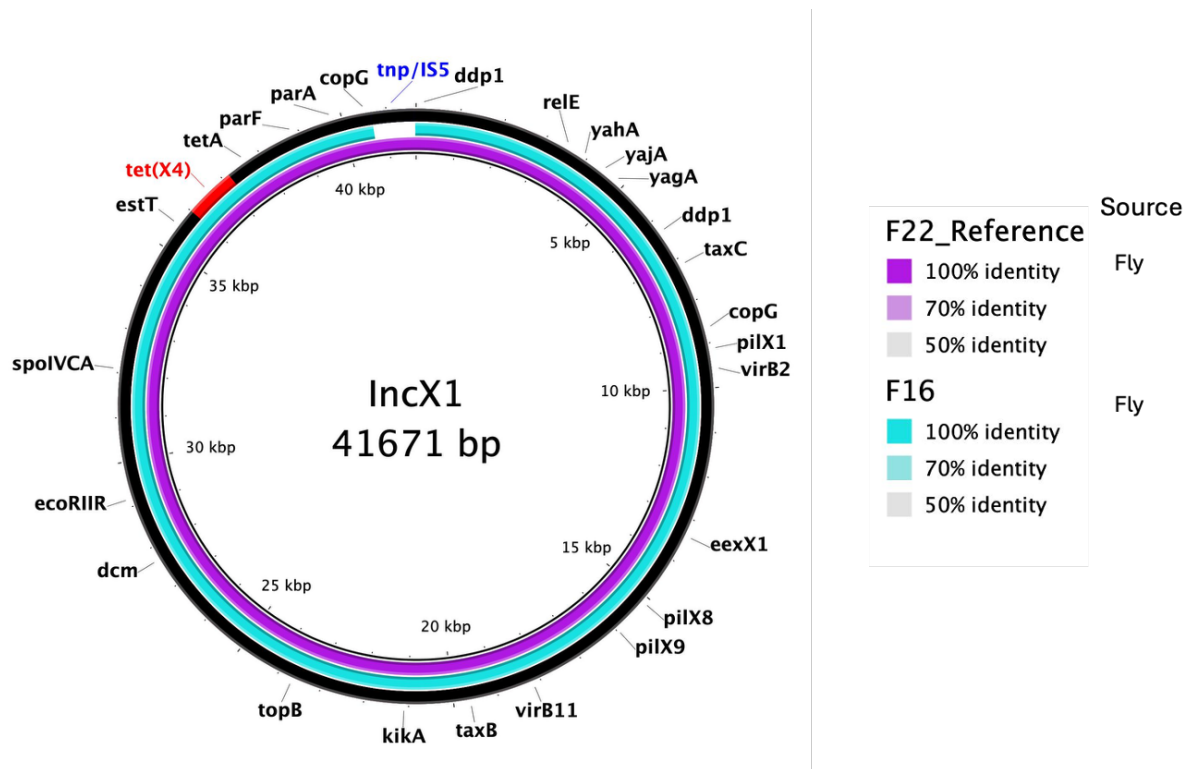 tnp/IS5
ddp1
relE
yahA
yajA
yagA
ddp1
taxC
copG
pilX1
virB2
eexX1
pilX8
pilX9
virB11
taxB
kikA
topB
dcm
ecoRIIR
spoIVCA
estT
tet(X4)
tetA
parF
parA
copG
5 kbp
10 kbp
15 kbp
20 kbp
25 kbp
30 kbp
35 kbp
40 kbp
IncX1
41671 bp
Source
F22_Reference
100% identity
Fly
70% identity
50% identity
F16
Fly
100% identity
70% identity
50% identity